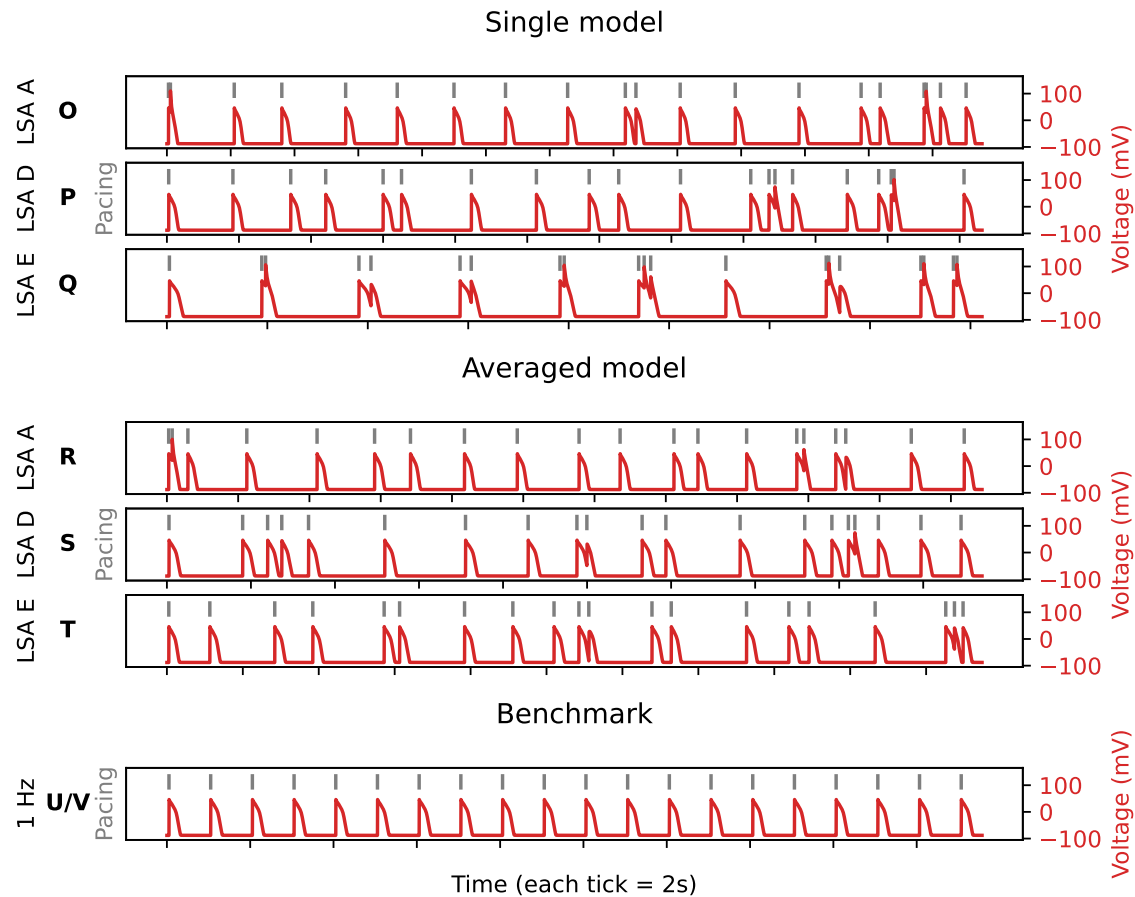 Single model
LSA A
O
100
0
−100
LSA D
P
Pacing
100
0
−100
Voltage (mV)
LSA E
Q
100
0
−100
Averaged model
LSA A
R
100
0
−100
LSA D
S
Pacing
100
0
−100
Voltage (mV)
LSA E
T
100
0
−100
Benchmark
1 Hz
U/V
Pacing
100
0
−100
Voltage (mV)
Time (each tick = 2s)